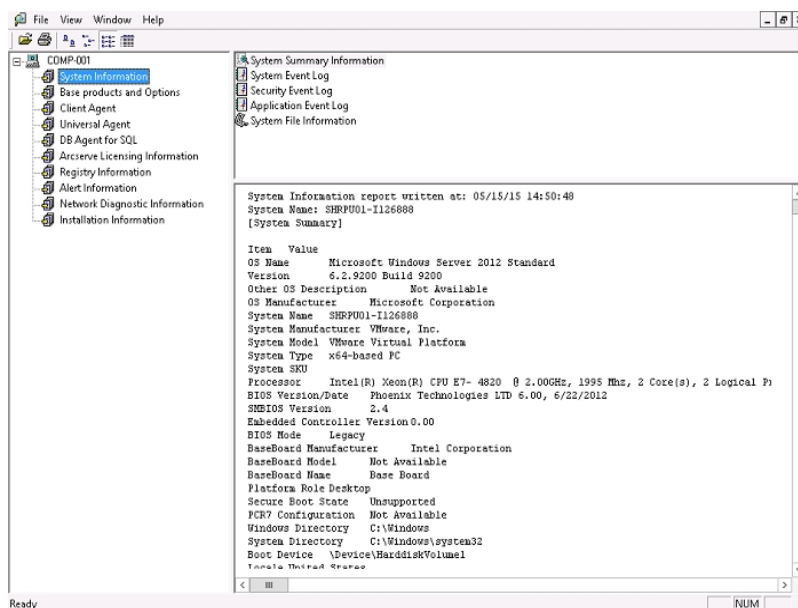 File View Window Help
COMP-001
System Information
Base products and Options
Client Agent
Universal Agent
DB Agent for SQL
Arcserve Licensing Information
Registry Information
Alert Information
Network Diagnostic Information
Installation Information
System Summary Information
System Event Log
Security Event Log
Application Event Log
System File Information
System Information report written at: 05/15/15 14:50:48
System Name: SHRPU01-I126888
[System Summary]
Item Value
OS Name Microsoft Windows Server 2012 Standard
Version 6.2.9200 Build 9200
Other OS Description Not Available
OS Manufacturer Microsoft Corporation
System Name SHRPU01-I126888
System Manufacturer VMware, Inc.
System Model VMware Virtual Platform
System Type x64-based PC
System SKU
Processor Intel(R) Xeon(R) CPU E7- 4820 @ 2.00GHz, 1995 Mhz, 2 Core(s), 2 Logical
BIOS Version/Date Phoenix Technologies LTD 6.00, 6/22/2012
SMBIOS Version 2.4
Embedded Controller Version 0.00
BIOS Mode Legacy
BaseBoard Manufacturer Intel Corporation
BaseBoard Model Not Available
BaseBoard Name Base Board
Platform Role Desktop
Secure Boot State Unsupported
PCR7 Configuration Not Available
Windows Directory C:\Windows
System Directory C:\Windows\system32
Boot Device \Device\HarddiskVolume1
Locale United States
Ready NUM